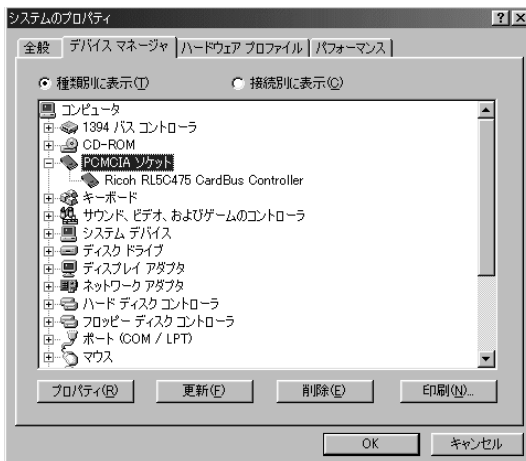 システムのプロパティ
全般 デバイス マネージャ ハードウェア プロファイル パフォーマンス
種類別に表示(T) 接続別に表示(C)
コンピュータ
1394 バス コントローラ
CD-ROM
PCMCIA ソケット
Ricoh RL5C475 CardBus Controller
キーボード
サウンド、ビデオ、およびゲームのコントローラ
システム デバイス
ディスク ドライブ
ディスプレイ アダプタ
ネットワーク アダプタ
ハード ディスク コントローラ
フロッピー ディスク コントローラ
ポート (COM / LPT)
マウス
プロパティ(R) 更新(F) 削除(E) 印刷(N)...
OK キャンセル